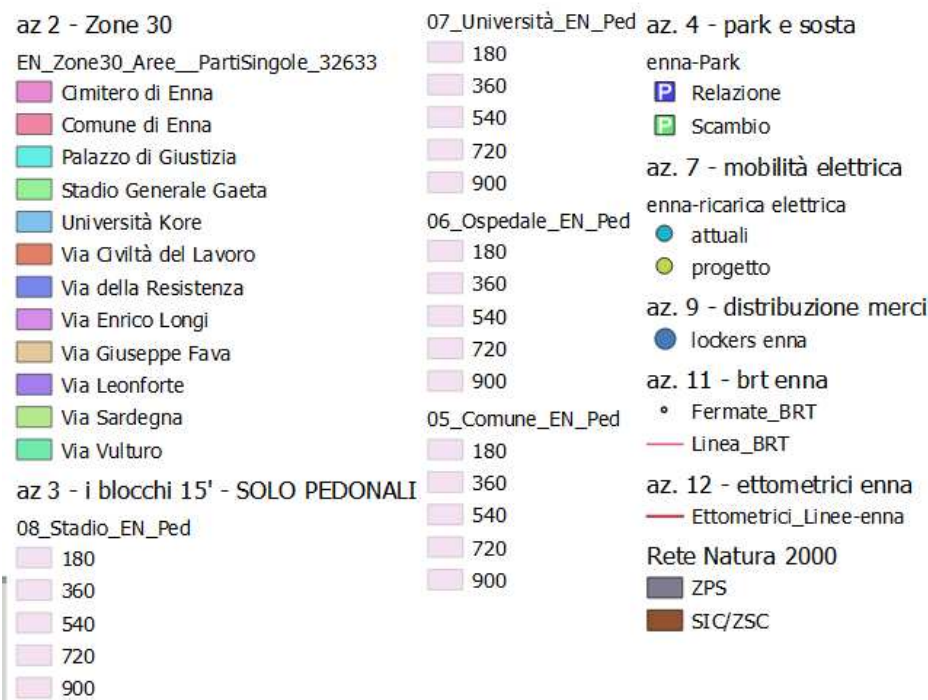 az 2 - Zone 30
EN_Zone30_Aree__PartiSingole_32633
Cimitero di Enna
Comune di Enna
Palazzo di Giustizia
Stadio Generale Gaeta
Università Kore
Via Civiltà del Lavoro
Via della Resistenza
Via Enrico Longi
Via Giuseppe Fava
Via Leonforte
Via Sardegna
Via Vulturo
az 3 - i blocchi 15' - SOLO PEDONALI
08_Stadio_EN_Ped
180
360
540
720
900
07_Università_EN_Ped
180
360
540
720
900
06_Ospedale_EN_Ped
180
360
540
720
900
05_Comune_EN_Ped
180
360
540
720
900
az. 4 - park e sosta
enna-Park
P Relazione
P Scambio
az. 7 - mobilità elettrica
enna-ricarica elettrica
attuali
progetto
az. 9 - distribuzione merci
lockers enna
az. 11 - brt enna
Fermate_BRT
Linea_BRT
az. 12 - ettometrici enna
Ettometrici_Linee-enna
Rete Natura 2000
ZPS
SIC/ZSC